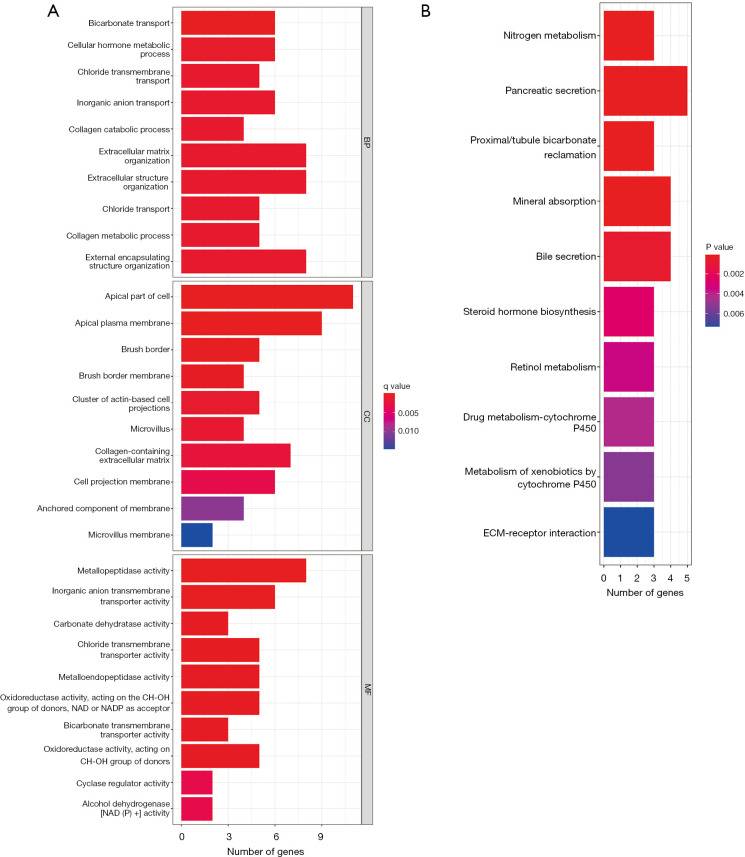 A
Bicarbonate transport
Cellular hormone metabolic
process
Chloride transmembrane
transport
Inorganic anion transport
Collagen catabolic process
Extracellular matrix
organization
Extracellular structure
organization
Chloride transport
Collagen metabolic process
External encapsulating
structure organization
BP
Apical part of cell
Apical plasma membrane
Brush border
Brush border membrane
Cluster of actin-based cell
projections
Microvillus
Collagen-containing
extracellular matrix
Cell projection membrane
Anchored component of membrane
Microvillus membrane
CC
Metallopeptidase activity
Inorganic anion transmembrane
transporter activity
Carbonate dehydratase activity
Chloride transmembrane
transporter activity
Metalloendopeptidase activity
Oxidoreductase activity, acting on the CH-OH
group of donors, NAD or NADP as acceptor
Bicarbonate transmembrane
transporter activity
Oxidoreductase activity, acting on
CH-OH group of donors
Cyclase regulator activity
Alcohol dehydrogenase
[NAD (P) +] activity
MF
0 3 6 9
Number of genes
q value
0.005
0.010
B
Nitrogen metabolism
Pancreatic secretion
Proximal/tubule bicarbonate
reclamation
Mineral absorption
Bile secretion
Steroid hormone biosynthesis
Retinol metabolism
Drug metabolism-cytochrome
P450
Metabolism of xenobiotics by
cytochrome P450
ECM-receptor interaction
0 1 2 3 4 5
Number of genes
P value
0.002
0.004
0.006